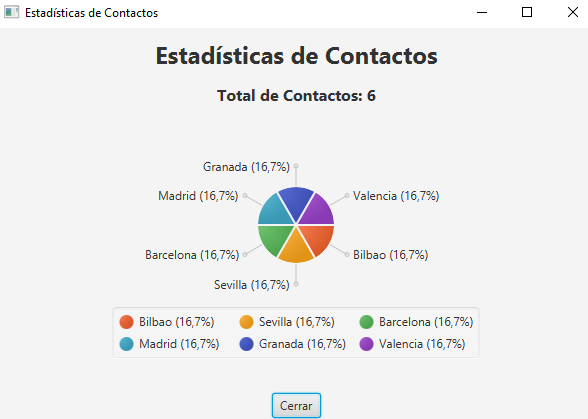 Estadísticas de Contactos
Estadísticas de Contactos
Total de Contactos: 6
Granada (16,7%)
Madrid (16,7%)
Valencia (16,7%)
Barcelona (16,7%)
Bilbao (16,7%)
Sevilla (16,7%)
Bilbao (16,7%) Sevilla (16,7%) Barcelona (16,7%)
Madrid (16,7%) Granada (16,7%) Valencia (16,7%)
Cerrar